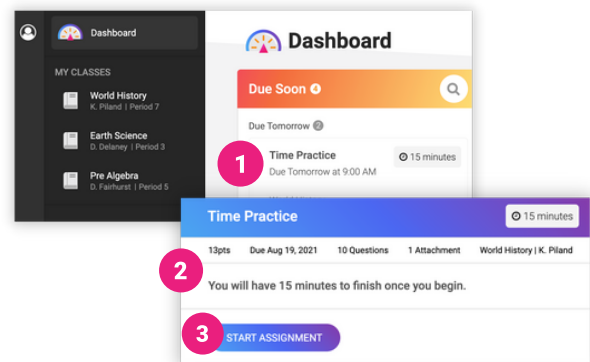 Dashboard
MY CLASSES
World History
K. Piland | Period 7
Earth Science
D. Delaney | Period 3
Pre Algebra
D. Fairhurst | Period 5
Dashboard
Due Soon 4
Due Tomorrow 2
1
Time Practice
15 minutes
Due Tomorrow at 9:00 AM
Time Practice
15 minutes
13pts Due Aug 19, 2021 10 Questions 1 Attachment World History | K. Piland
2
You will have 15 minutes to finish once you begin.
3
START ASSIGNMENT